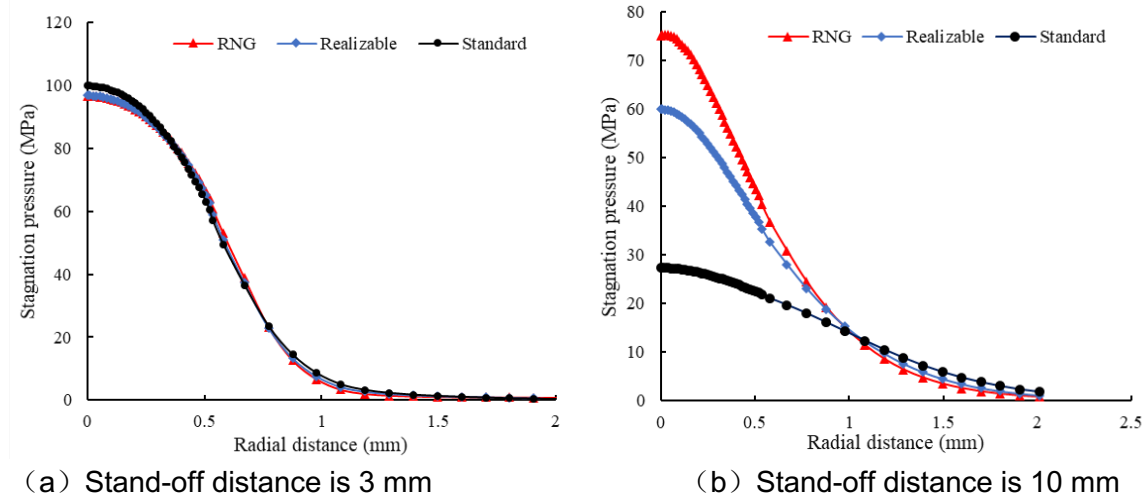 RNG Realizable Standard
Stagnation pressure (MPa)
120
100
80
60
40
20
0
0 0.5 1 1.5 2
Radial distance (mm)
(a) Stand-off distance is 3 mm
RNG Realizable Standard
Stagnation pressure (MPa)
80
70
60
50
40
30
20
10
0
0 0.5 1 1.5 2 2.5
Radial distance (mm)
(b) Stand-off distance is 10 mm